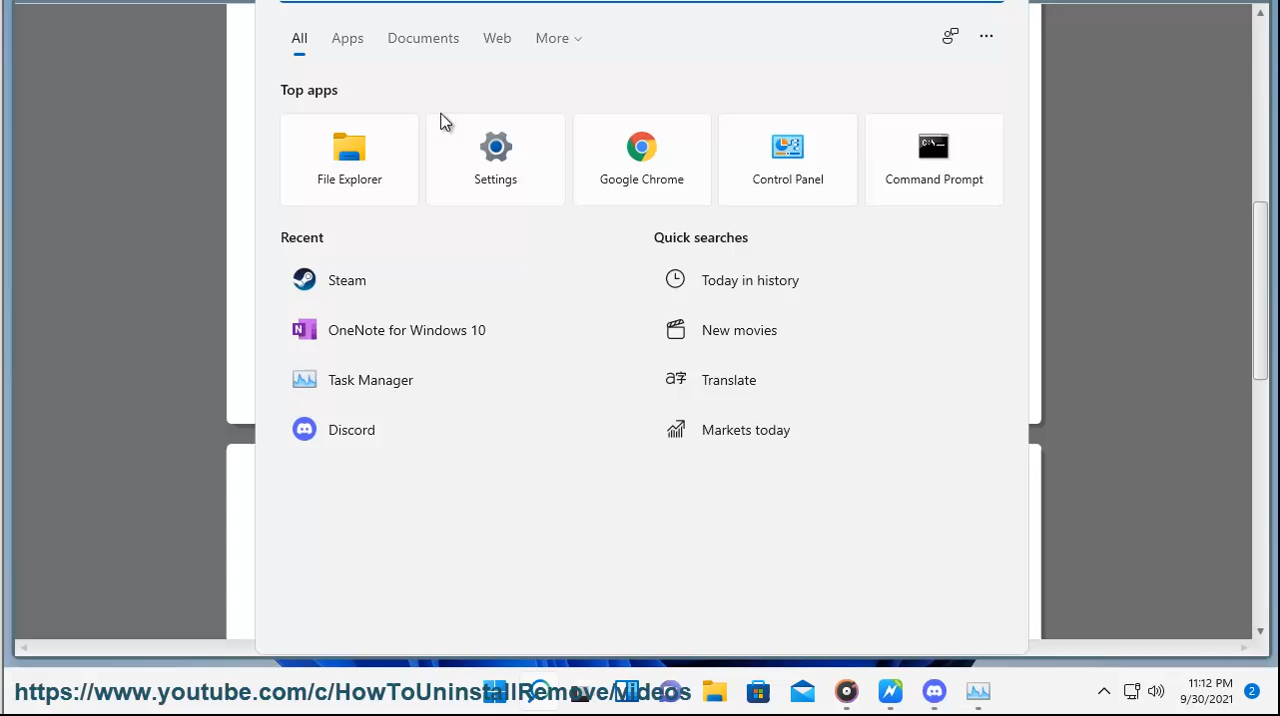 All Apps Documents Web More
Top apps
File Explorer Settings Google Chrome Control Panel Command Prompt
Recent
Steam
OneNote for Windows 10
Task Manager
Discord
Quick searches
Today in history
New movies
Translate
Markets today
https://www.youtube.com/c/HowToUninstallRemove/videos
11:12 PM
9/30/2021
2